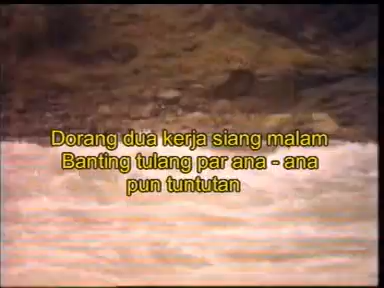 Dorang dua kerja siang malam
Banting tulang par ana - ana
pun tuntutan